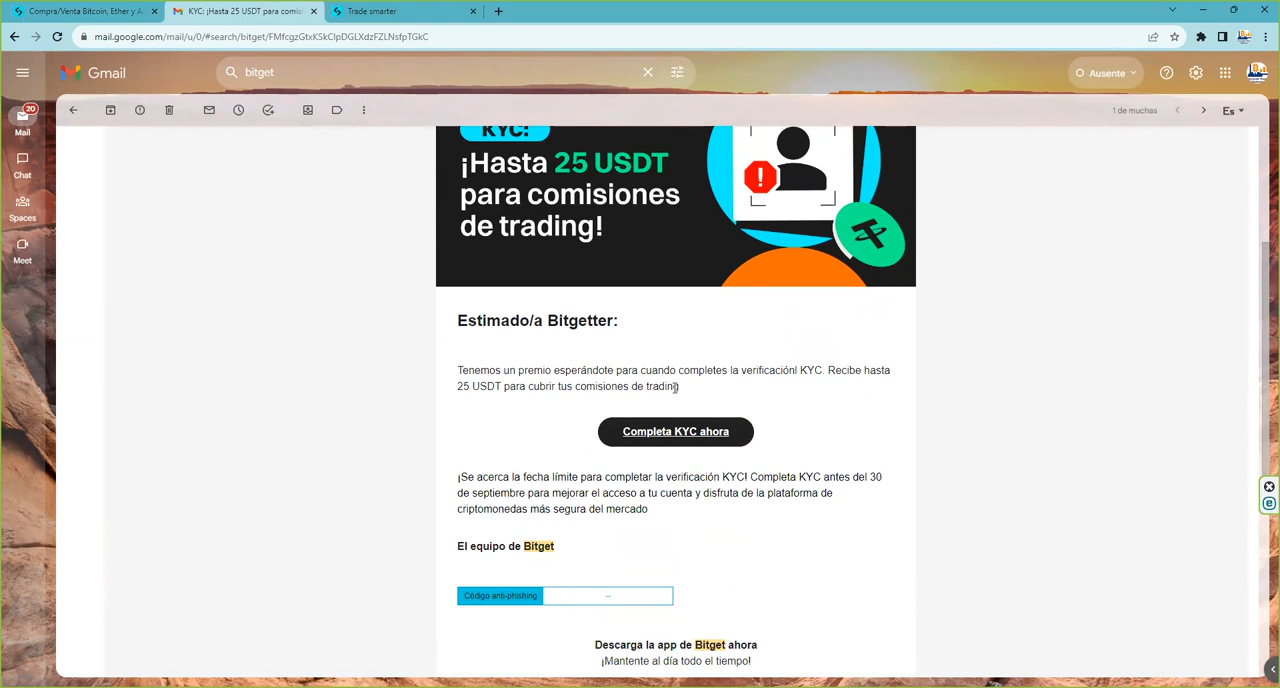 Compra/Venta Bitcoin, Ether y A
KYC: ¡Hasta 25 USDT para comis
Trade smarter
mail.google.com/mail/u/0/#search/bitget/FMfcgzGtxKSkClpDGLXdzFZLNsfpTGkC
Gmail
bitget
Ausente
1 de muchas
Es
20
Mail
Chat
Spaces
Meet
KYC:
¡Hasta 25 USDT
para comisiones
de trading!
Estimado/a Bitgetter:
Tenemos un premio esperándote para cuando completes la verificaciónl KYC. Recibe hasta
25 USDT para cubrir tus comisiones de trading
Completa KYC ahora
¡Se acerca la fecha límite para completar la verificación KYC! Completa KYC antes del 30
de septiembre para mejorar el acceso a tu cuenta y disfruta de la plataforma de
criptomonedas más segura del mercado
El equipo de Bitget
Código anti-phishing --
Descarga la app de Bitget ahora
¡Mantente al día todo el tiempo!